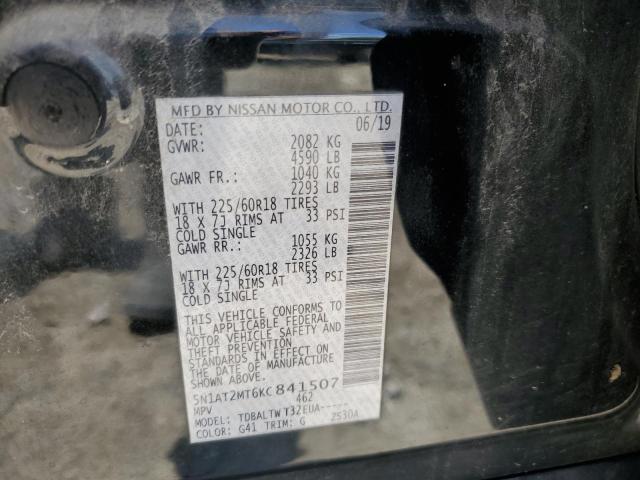 MFD BY NISSAN MOTOR CO., LTD.
DATE: 06/19
GVWR: 2082 KG
4590 LB
GAWR FR.: 1040 KG
2293 LB
WITH 225/60R18 TIRES
18 X 7J RIMS AT 33 PSI
COLD SINGLE
GAWR RR.: 1055 KG
2326 LB
WITH 225/60R18 TIRES
18 X 7J RIMS AT 33 PSI
COLD SINGLE
THIS VEHICLE CONFORMS TO
ALL APPLICABLE FEDERAL
MOTOR VEHICLE SAFETY AND
THEFT PREVENTION
STANDARDS IN EFFECT ON
THE DATE OF MANUFACTURE
SHOWN ABOVE.
5N1AT2MT6KC841507
MPV 462
MODEL: TDBALTWT32EUA-----
COLOR: G41 TRIM: G 2530A